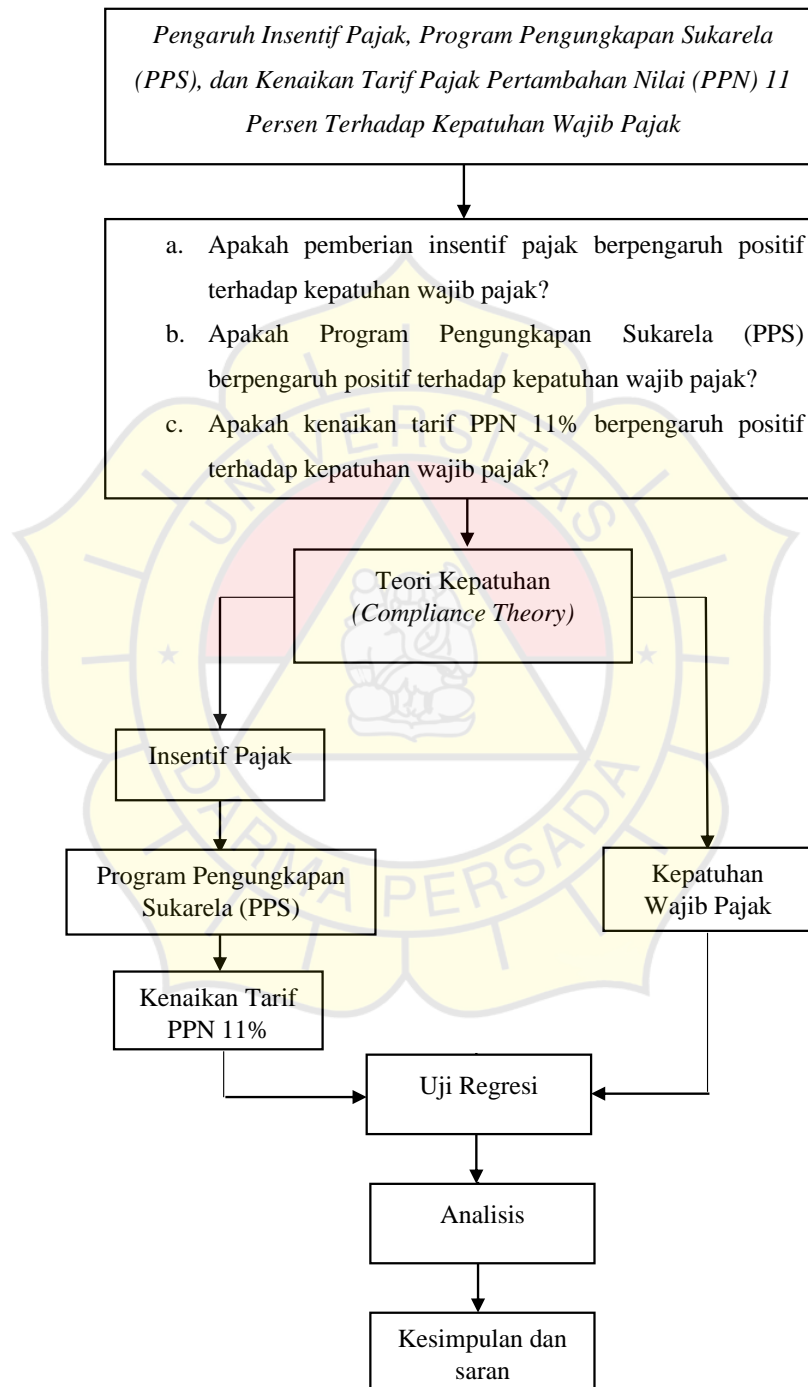 Pengaruh Insentif Pajak, Program Pengungkapan Sukarela
(PPS), dan Kenaikan Tarif Pajak Pertambahan Nilai (PPN) 11
Persen Terhadap Kepatuhan Wajib Pajak
a. Apakah pemberian insentif pajak berpengaruh positif
terhadap kepatuhan wajib pajak?
b. Apakah Program Pengungkapan Sukarela (PPS)
berpengaruh positif terhadap kepatuhan wajib pajak?
c. Apakah kenaikan tarif PPN 11% berpengaruh positif
terhadap kepatuhan wajib pajak?
UNIVERSITAS
Teori Kepatuhan
(Compliance Theory)
Insentif Pajak
DARMA PERSADA
Program Pengungkapan
Sukarela (PPS)
Kepatuhan
Wajib Pajak
Kenaikan Tarif
PPN 11%
Uji Regresi
Analisis
Kesimpulan dan
saran